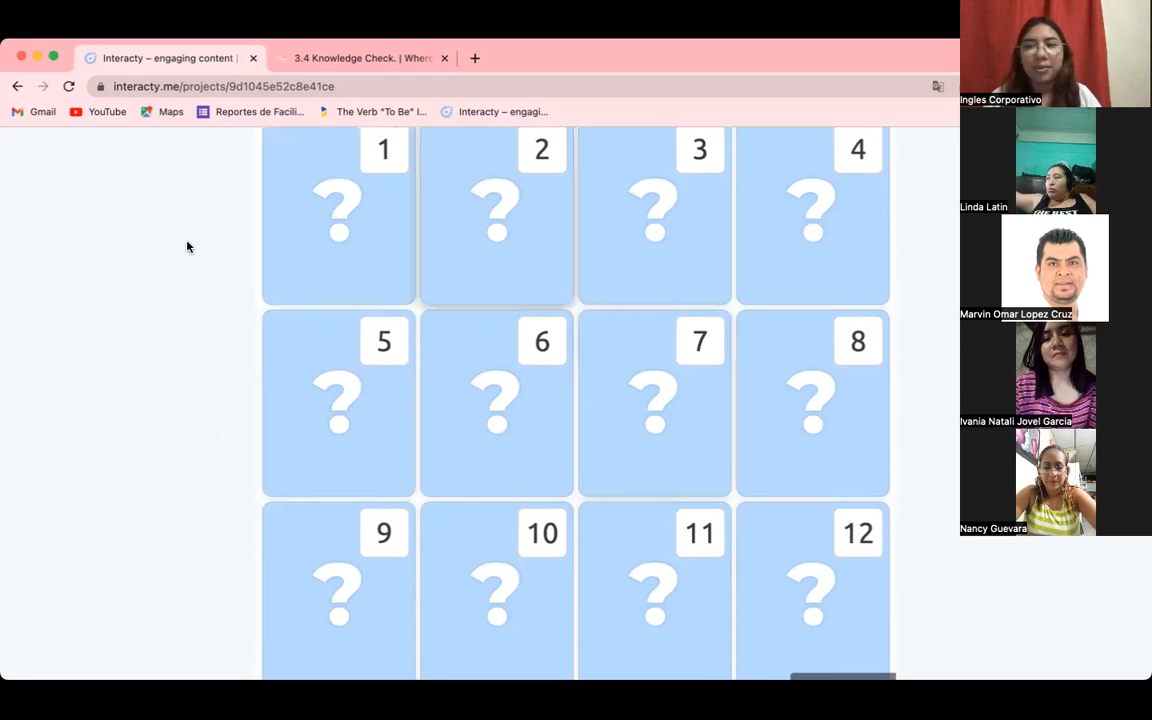 Interacty – engaging content |
3.4 Knowledge Check. | Where
interacty.me/projects/9d1045e52c8e41ce
Gmail
YouTube
Maps
Reportes de Facili...
The Verb "To Be" I...
Interacty – engagi...
1
?
2
?
3
?
4
?
5
?
6
?
7
?
8
?
9
?
10
?
11
?
12
?
Ingles Corporativo
Linda Latin
THE BEST
Marvin Omar Lopez Cruz
Ivania Natali Jovel Garcia
Nancy Guevara